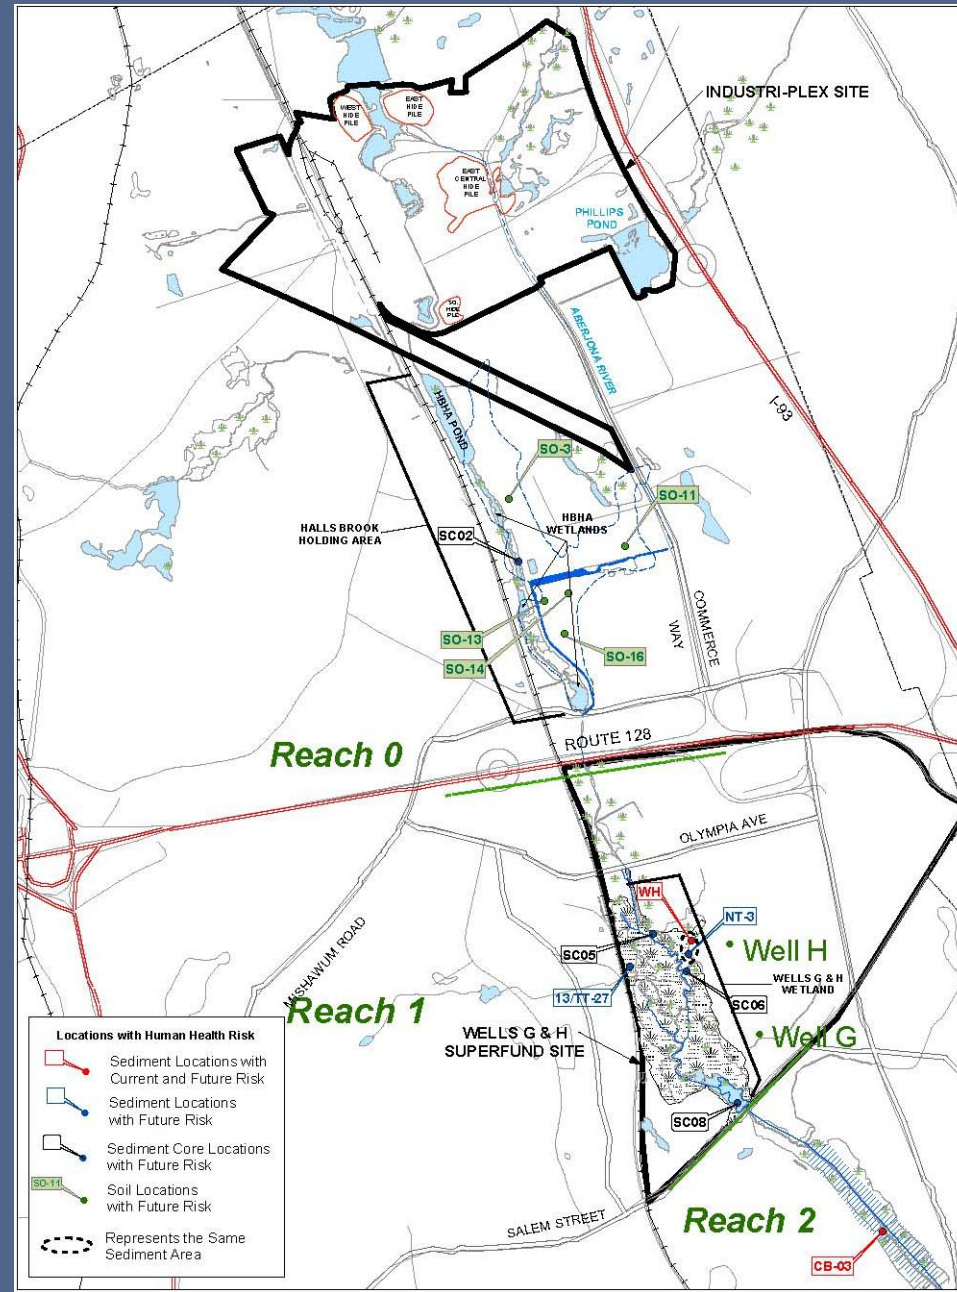 INDUSTRI-PLEX SITE
WEST
HIDE
PILE
EAST
HIDE
PILE
EAST
CENTRAL
HIDE
PILE
PHILLIPS
POND
SO.
HIDE
PILE
ABERJONA RIVER
I-93
HBHA POND
SO-3
SO-11
HALLS BROOK
HOLDING AREA
SC02
HBHA
WETLANDS
SO-13
SO-14
SO-16
COMMERCE
WAY
Reach 0
ROUTE 128
OLYMPIA AVE
WH
NT-3
Well H
SC05
WELLS G & H
WETLAND
13/TT-27
SC06
MISHAWUM ROAD
Reach 1
WELLS G & H
SUPERFUND SITE
Well G
SC08
SALEM STREET
Reach 2
CB-03
Locations with Human Health Risk
Sediment Locations with
Current and Future Risk
Sediment Locations
with Future Risk
Sediment Core Locations
with Future Risk
SO-11
Soil Locations
with Future Risk
Represents the Same
Sediment Area